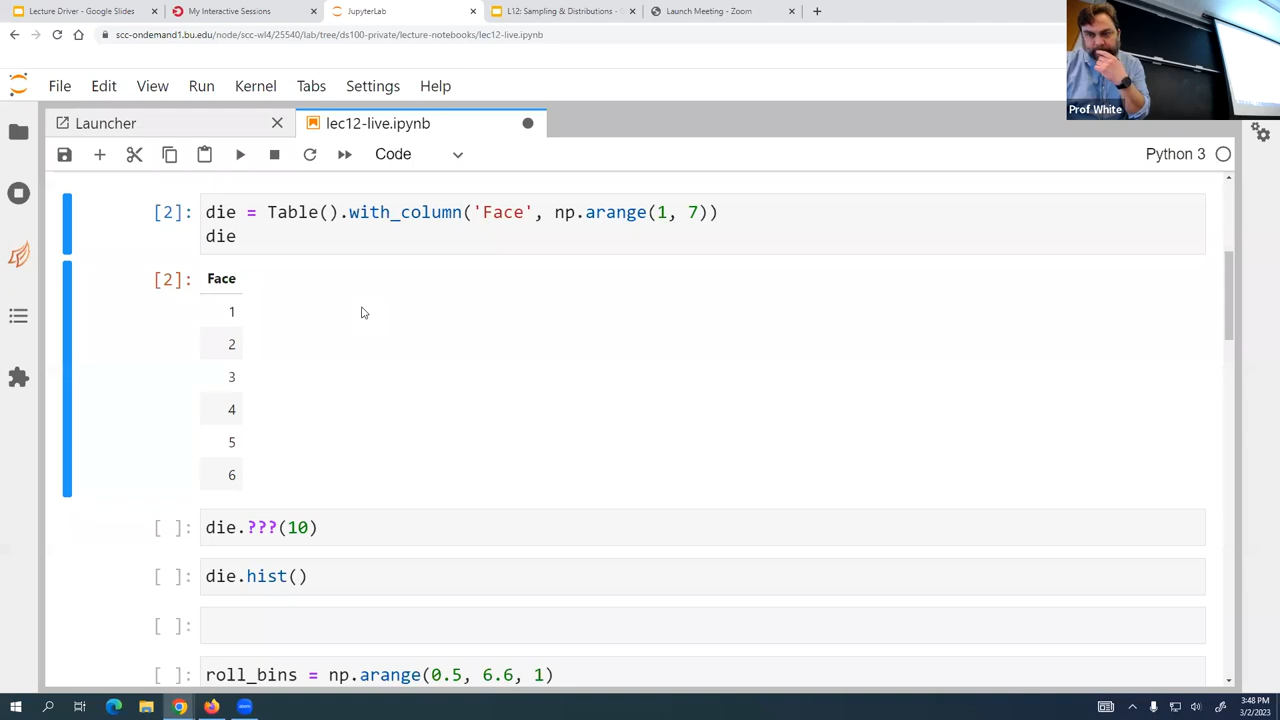 Lecture Driver - Google Slides
My Interactive Sessions
JupyterLab
L12: Sampling & Distributions -
Launch Meeting - Zoom
scc-ondemand1.bu.edu/node/scc-wl4/25540/lab/tree/ds100-private/lecture-notebooks/lec12-live.ipynb
Prof White
File Edit View Run Kernel Tabs Settings Help
Launcher
lec12-live.ipynb
Code
Python 3
[2]: die = Table().with_column('Face', np.arange(1, 7))
die
[2]: Face
1
2
3
4
5
6
[ ]: die.???(10)
[ ]: die.hist()
[ ]:
[ ]: roll_bins = np.arange(0.5, 6.6, 1)
3:48 PM
3/2/2023